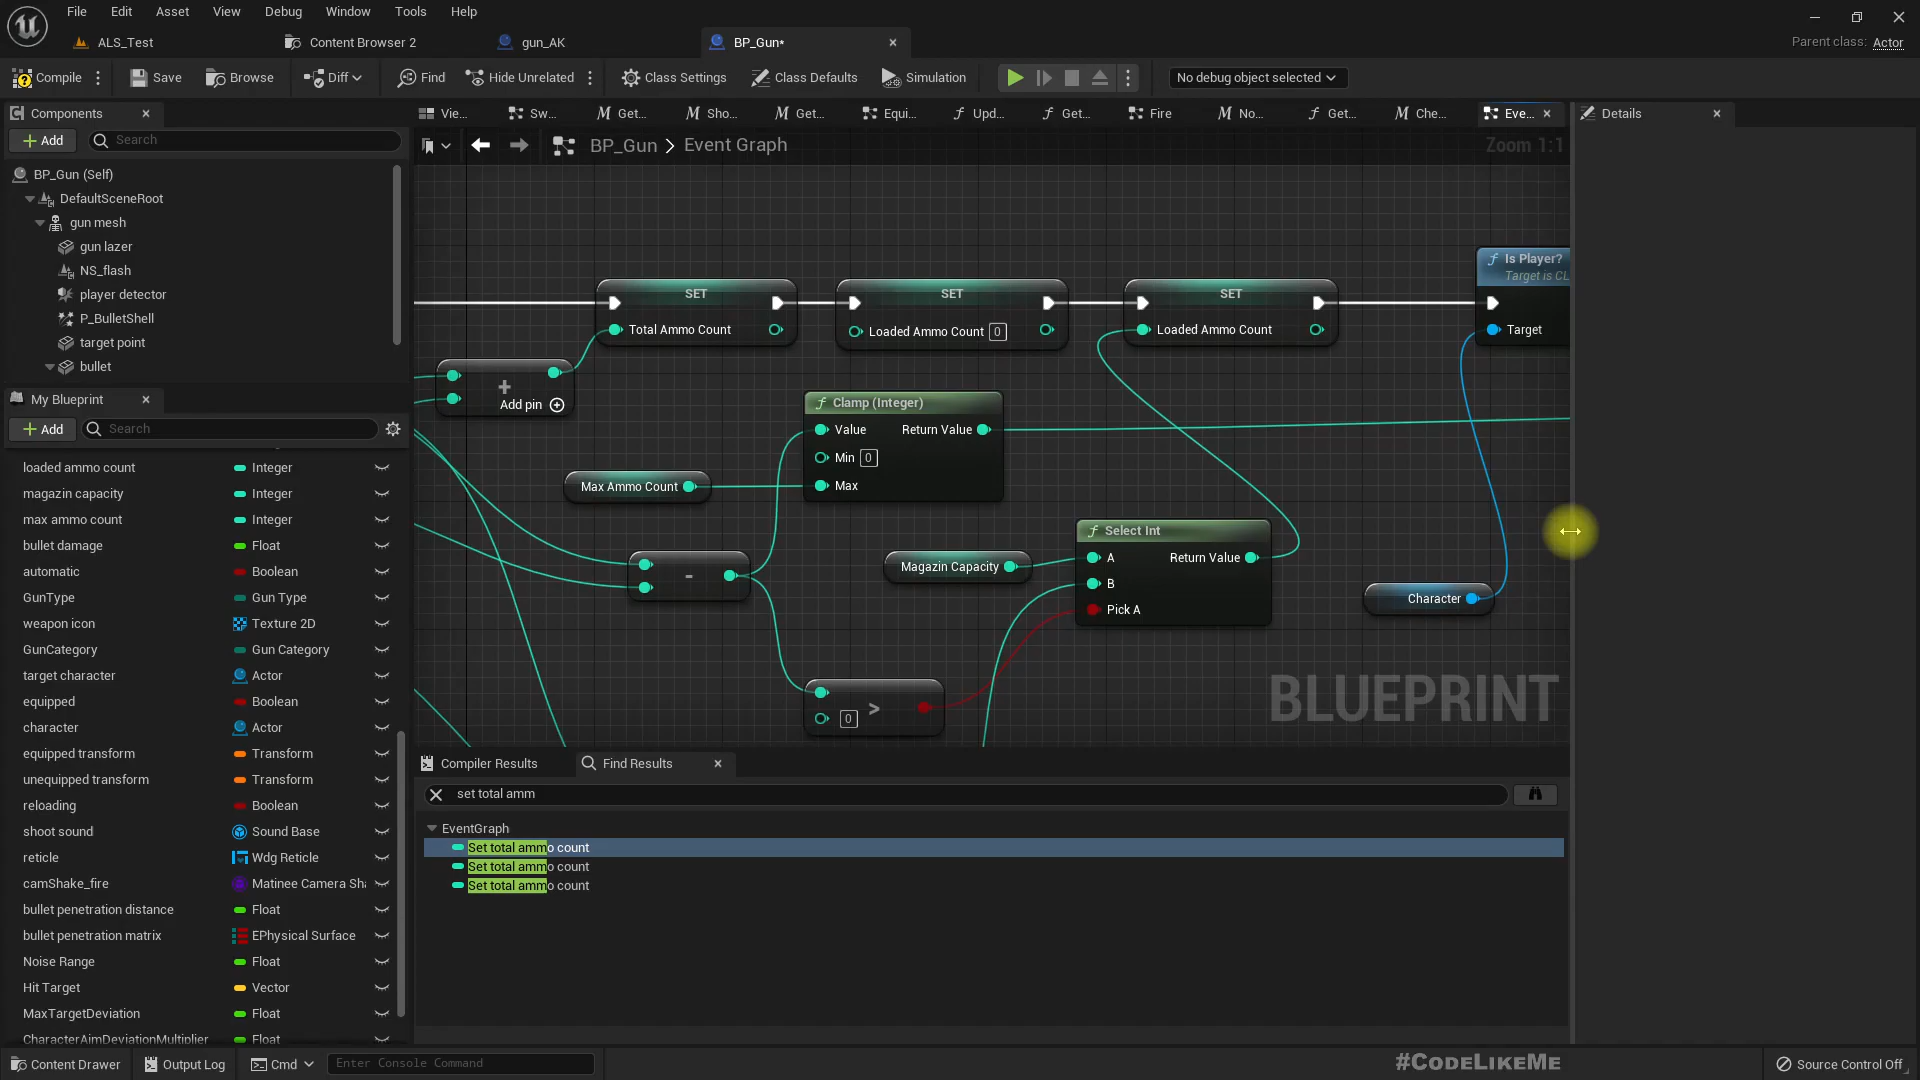 File Edit Asset View Debug Window Tools Help
ALS_Test Content Browser 2 gun_AK BP_Gun*
Parent class: Actor
Compile Save Browse Diff Find Hide Unrelated Class Settings Class Defaults Simulation No debug object selected
Components
Vie... Sw... Get... Sho... Get... Equi... Upd... Get... Fire No... Get... Che... Eve...
Details
Add Search
BP_Gun > Event Graph
Zoom 1:1
BP_Gun (Self)
DefaultSceneRoot
gun mesh
gun lazer
NS_flash
player detector
P_BulletShell
target point
bullet
My Blueprint
Add Search
loaded ammo count Integer
magazin capacity Integer
max ammo count Integer
bullet damage Float
automatic Boolean
GunType Gun Type
weapon icon Texture 2D
GunCategory Gun Category
target character Actor
equipped Boolean
character Actor
equipped transform Transform
unequipped transform Transform
reloading Boolean
shoot sound Sound Base
reticle Wdg Reticle
camShake_fire Matinee Camera Sha
bullet penetration distance Float
bullet penetration matrix EPhysical Surface
Noise Range Float
Hit Target Vector
MaxTargetDeviation Float
CharacterAimDeviationMultiplier Float
SET
Total Ammo Count
SET
Loaded Ammo Count 0
SET
Loaded Ammo Count
Is Player?
Target is CL
Target
+
Add pin
Clamp (Integer)
Value Return Value
Min 0
Max
Max Ammo Count
-
Magazin Capacity
Select Int
A Return Value
B
Pick A
Character
0 >
BLUEPRINT
Compiler Results Find Results
set total amm
EventGraph
Set total ammo count
Set total ammo count
Set total ammo count
Content Drawer Output Log Cmd Enter Console Command
#CodeLikeMe
Source Control Off